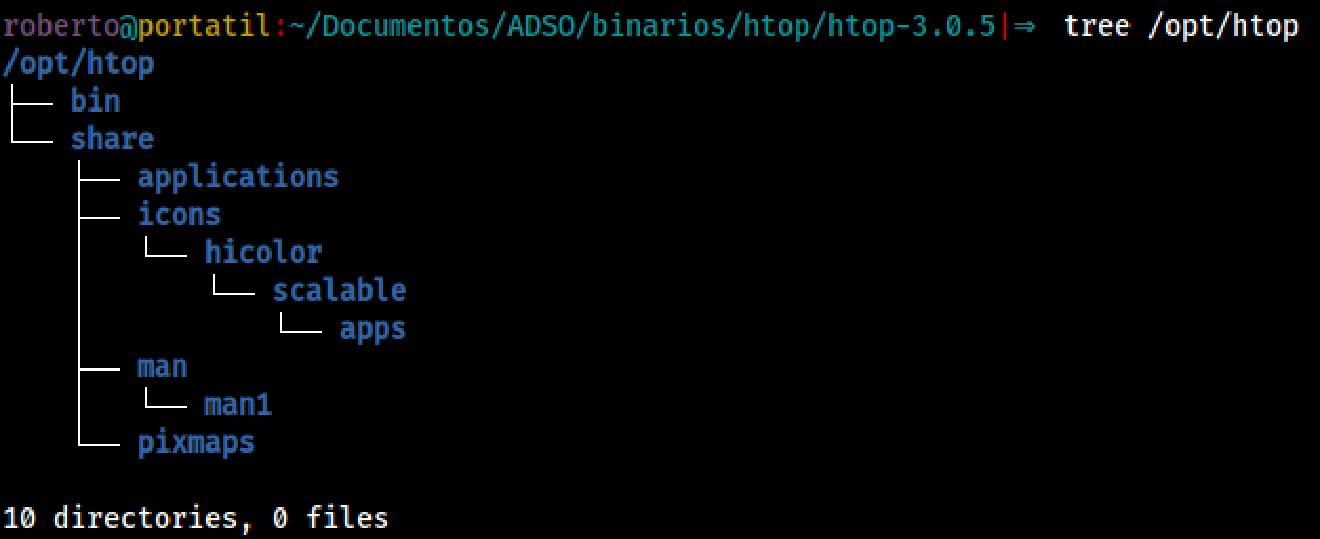 roberto@portatil:~/Documentos/ADSO/binarios/htop/htop-3.0.5|⇒  tree /opt/htop
/opt/htop
├── bin
└── share
    ├── applications
    ├── icons
    │   └── hicolor
    │       └── scalable
    │           └── apps
    ├── man
    │   └── man1
    └── pixmaps

10 directories, 0 files